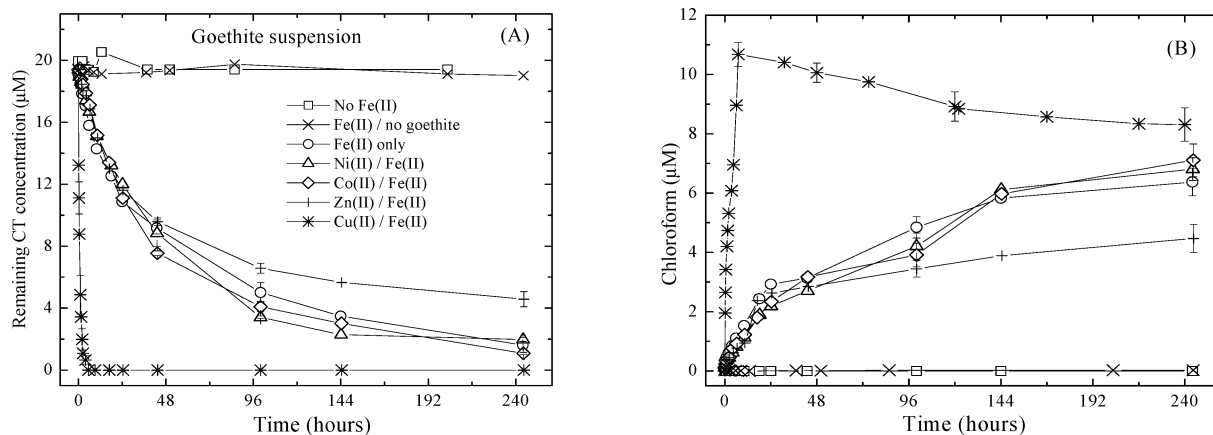 Goethite suspension
(A)
Remaining CT concentration (μM)
24
20
16
12
8
4
0
No Fe(II)
Fe(II) / no goethite
Fe(II) only
Ni(II) / Fe(II)
Co(II) / Fe(II)
Zn(II) / Fe(II)
Cu(II) / Fe(II)
0 48 96 144 192 240
Time (hours)
(B)
Chloroform (μM)
12
10
8
6
4
2
0
0 48 96 144 192 240
Time (hours)